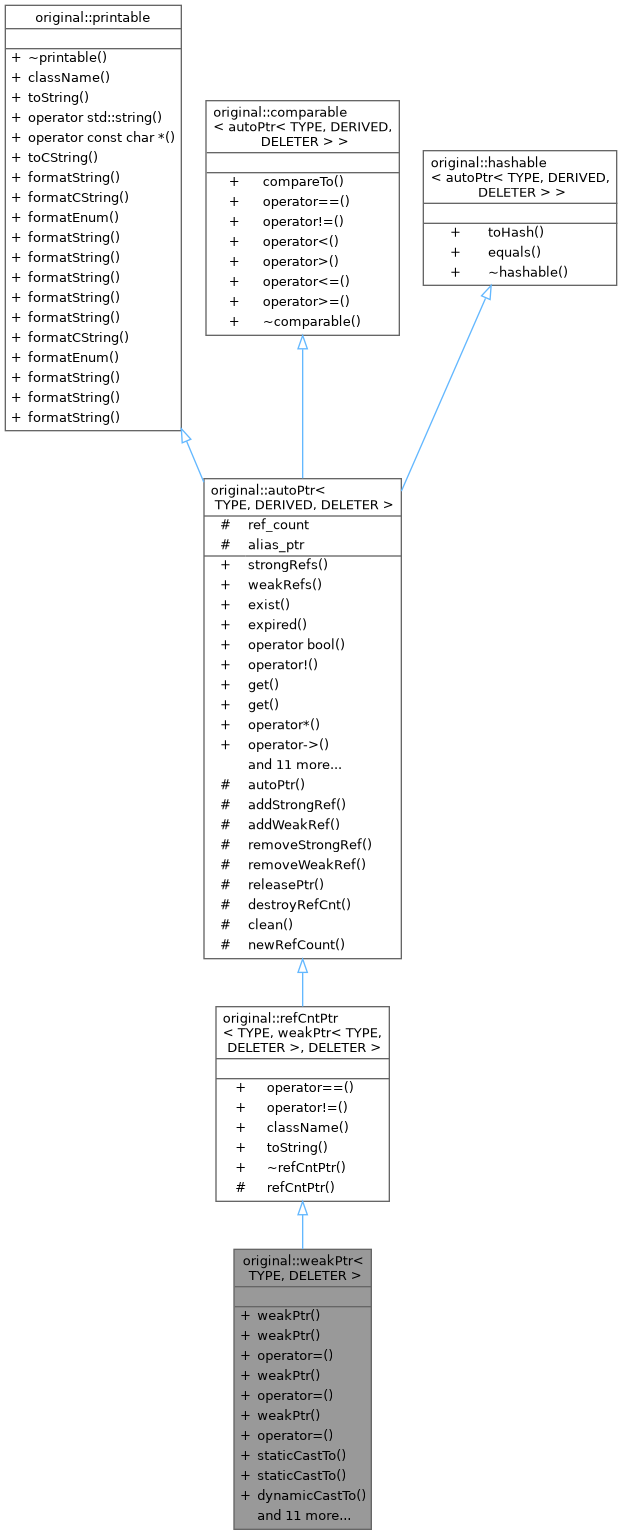 original::printable
+ ~printable()
+ className()
+ toString()
+ operator std::string()
+ operator const char *()
+ toCString()
+ formatString()
+ formatCString()
+ formatEnum()
+ formatString()
+ formatString()
+ formatString()
+ formatString()
+ formatString()
+ formatCString()
+ formatEnum()
+ formatString()
+ formatString()
+ formatString()
original::comparable
< autoPtr< TYPE, DERIVED,
DELETER > >
+ compareTo()
+ operator==()
+ operator!=()
+ operator<()
+ operator>()
+ operator<=()
+ operator>=()
+ ~comparable()
original::hashable
< autoPtr< TYPE, DERIVED,
DELETER > >
+ toHash()
+ equals()
+ ~hashable()
original::autoPtr<
TYPE, DERIVED, DELETER >
# ref_count
# alias_ptr
+ strongRefs()
+ weakRefs()
+ exist()
+ expired()
+ operator bool()
+ operator!()
+ get()
+ get()
+ operator*()
+ operator->()
and 11 more...
# autoPtr()
# addStrongRef()
# addWeakRef()
# removeStrongRef()
# removeWeakRef()
# releasePtr()
# destroyRefCnt()
# clean()
# newRefCount()
original::refCntPtr
< TYPE, weakPtr< TYPE,
DELETER >, DELETER >
+ operator==()
+ operator!=()
+ className()
+ toString()
+ ~refCntPtr()
# refCntPtr()
original::weakPtr<
TYPE, DELETER >
+ weakPtr()
+ weakPtr()
+ operator=()
+ weakPtr()
+ operator=()
+ weakPtr()
+ operator=()
+ staticCastTo()
+ staticCastTo()
+ dynamicCastTo()
and 11 more...